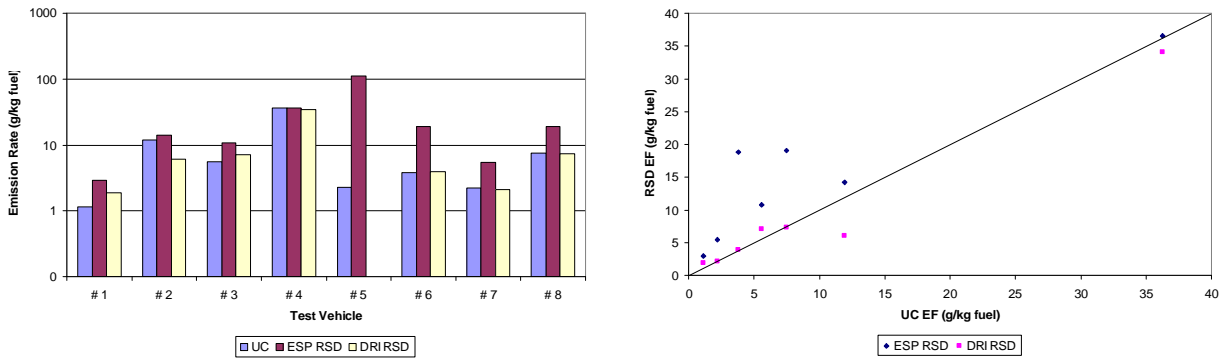 Emission Rate (g/kg fuel)
1000
100
10
1
0
# 1 # 2 # 3 # 4 # 5 # 6 # 7 # 8
Test Vehicle
UC ESP RSD DRI RSD
RSD EF (g/kg fuel)
40
35
30
25
20
15
10
5
0
0 5 10 15 20 25 30 35 40
UC EF (g/kg fuel)
ESP RSD DRI RSD